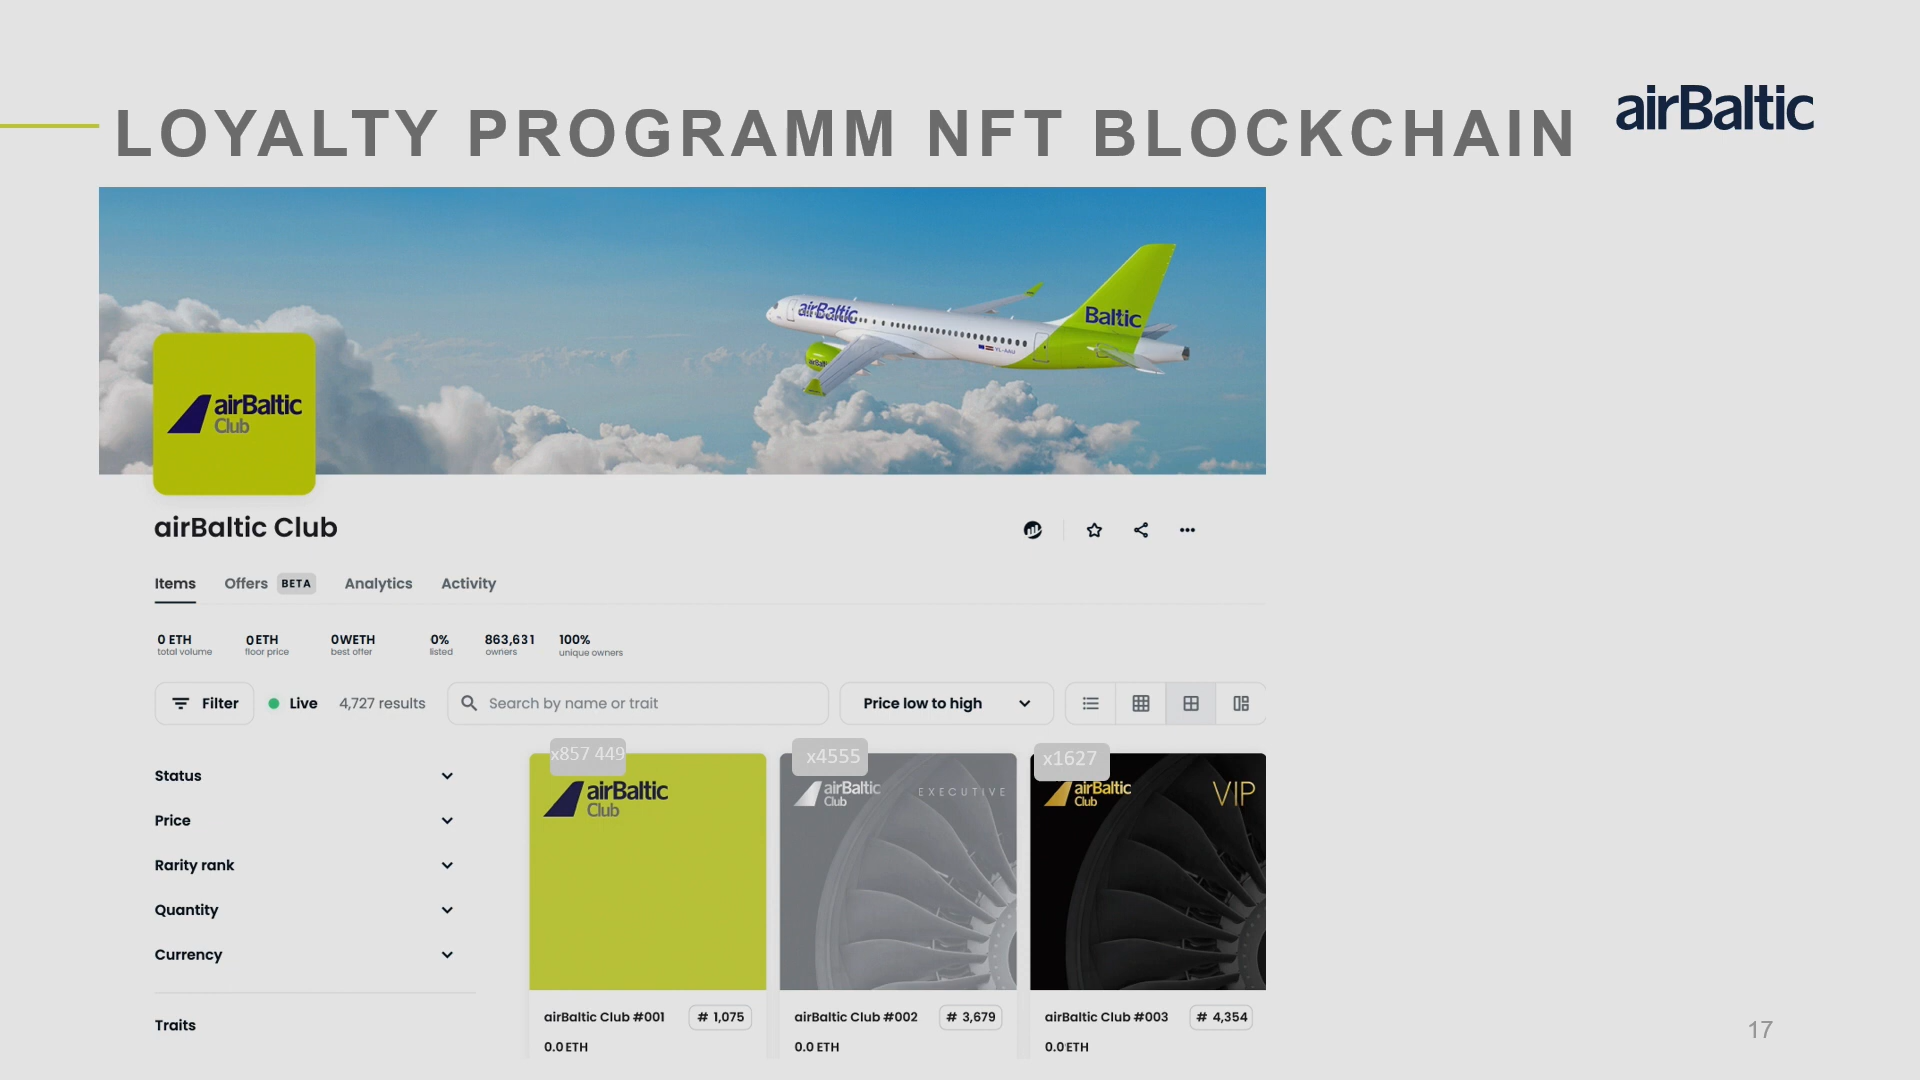 LOYALTY PROGRAMM NFT BLOCKCHAIN
airBaltic
airBaltic
Baltic
airBaltic
Club
airBaltic Club
Items Offers BETA Analytics Activity
0 ETH 0 ETH 0WETH 0% 863,631 100%
total volume floor price best offer listed owners unique owners
Filter Live 4,727 results Search by name or trait Price low to high
x857 449 x4555 x1627
Status
Price
Rarity rank
Quantity
Currency
Traits
airBaltic
Club
airBaltic EXECUTIVE
Club
airBaltic VIP
Club
airBaltic Club #001 # 1,075
0.0 ETH
airBaltic Club #002 # 3,679
0.0 ETH
airBaltic Club #003 # 4,354
0.0 ETH
17